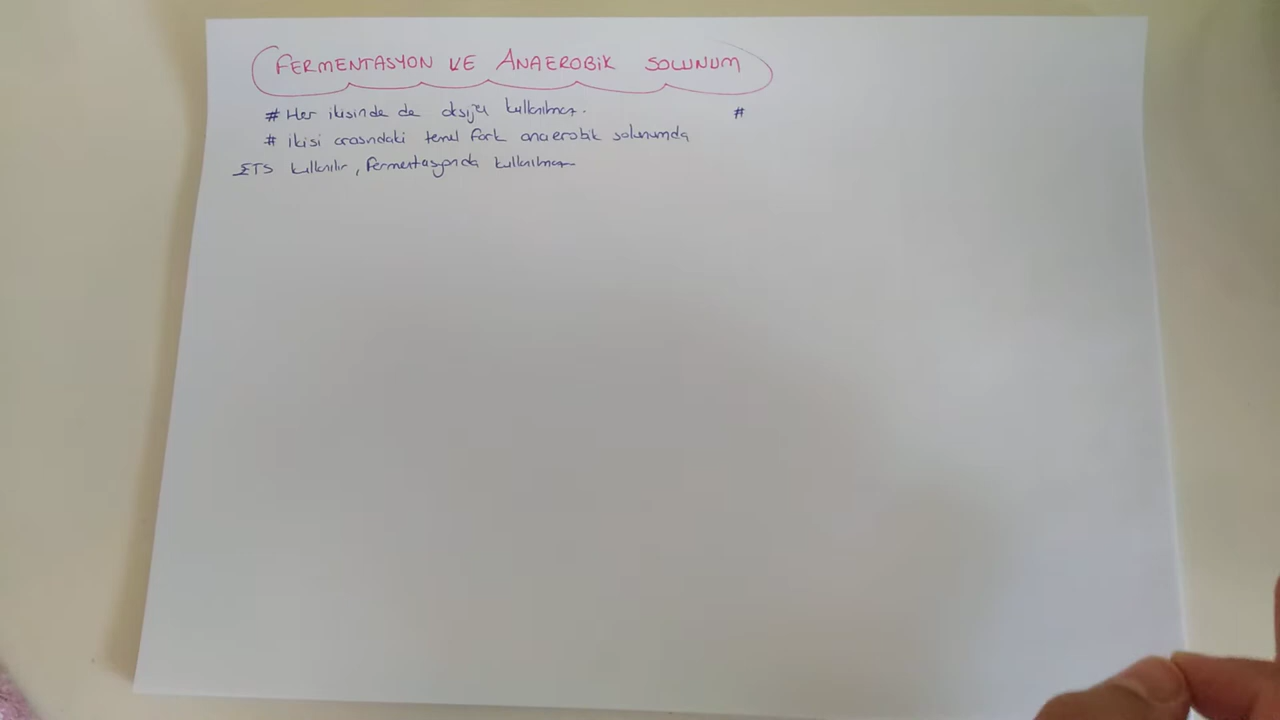 FERMENTASYON VE ANAEROBİK SOLUNUM
# Her ikisinde de oksijen kullanılmaz. #
# ikisi arasındaki temel fark anaerobik solunumda
ETS kullanılır, fermentasyonda kullanılmaz